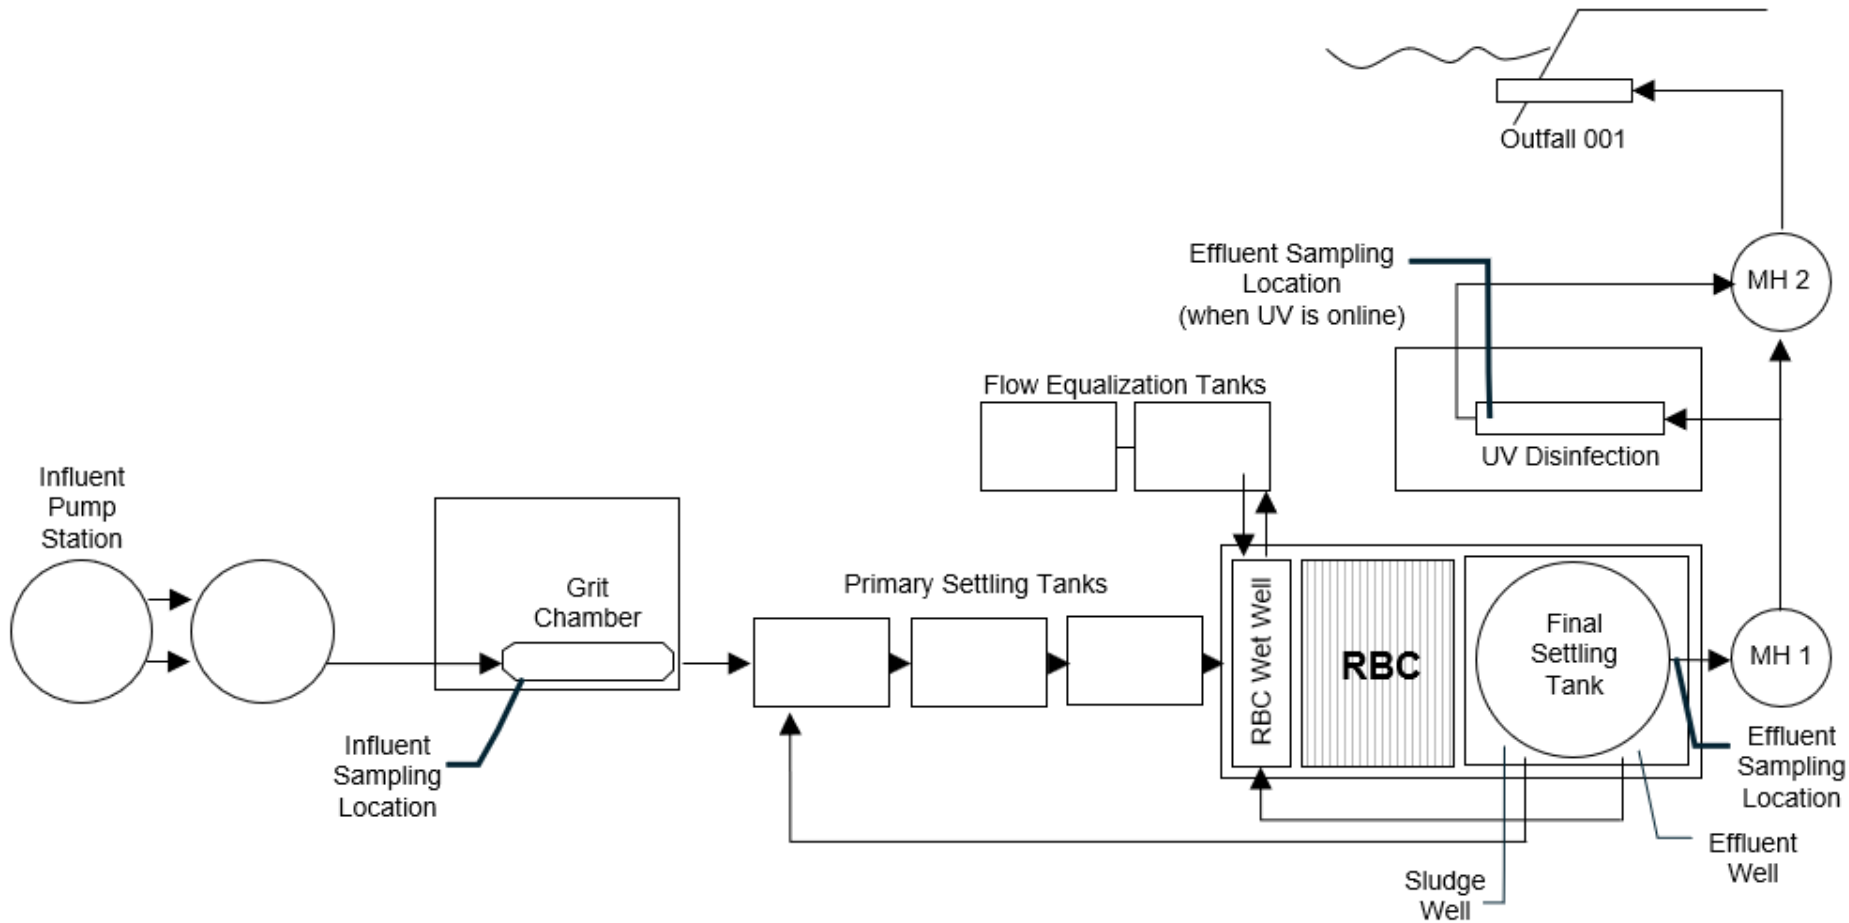 Outfall 001
Effluent Sampling
Location
(when UV is online)
MH 2
Flow Equalization Tanks
UV Disinfection
Influent
Pump
Station
Grit
Chamber
Primary Settling Tanks
RBC Wet Well
RBC
Final
Settling
Tank
MH 1
Influent
Sampling
Location
Effluent
Sampling
Location
Effluent
Well
Sludge
Well